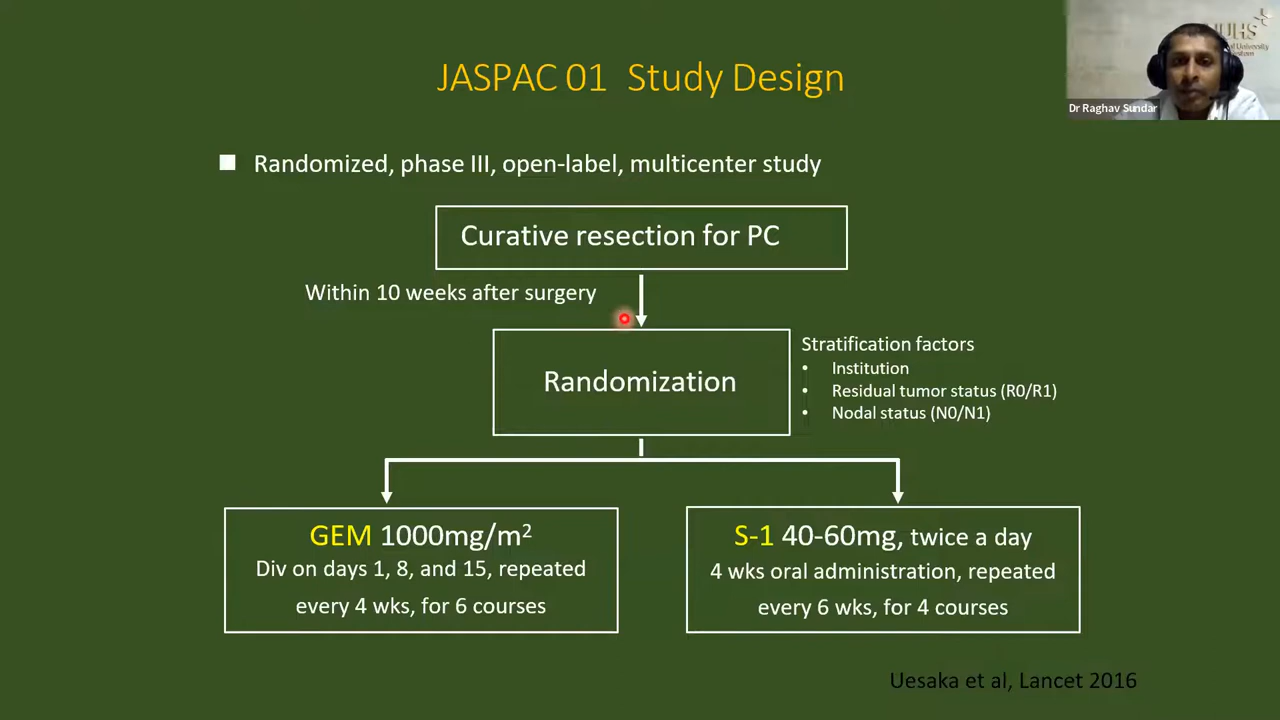 JASPAC 01 Study Design
Dr Raghav Sundar
Randomized, phase III, open-label, multicenter study
Curative resection for PC
Within 10 weeks after surgery
Randomization
Stratification factors
• Institution
• Residual tumor status (R0/R1)
• Nodal status (N0/N1)
GEM 1000mg/m²
Div on days 1, 8, and 15, repeated
every 4 wks, for 6 courses
S-1 40-60mg, twice a day
4 wks oral administration, repeated
every 6 wks, for 4 courses
Uesaka et al, Lancet 2016